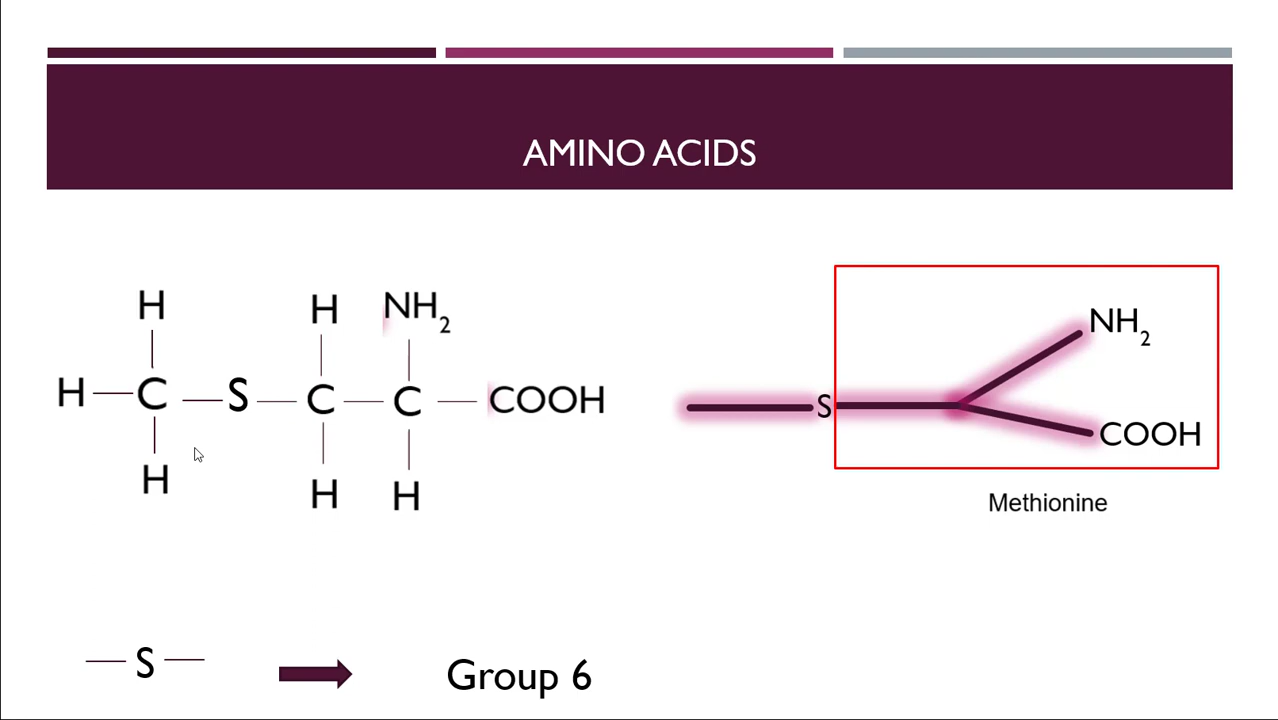 AMINO ACIDS
H H NH2
H C S C C COOH
H H H
NH2
S
COOH
Methionine
S Group 6